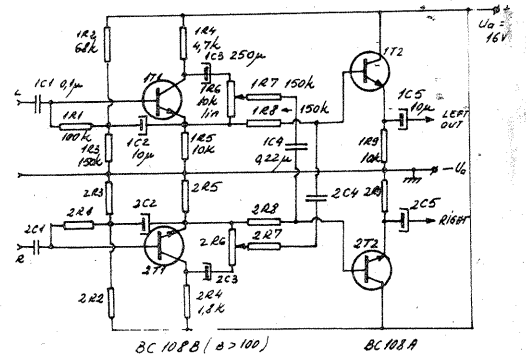 +
Ua =
16V
1R2
68k
1R4
4,7k
1C3 250µ
1T2
1C1 0,1µ
1T1
1R6
10k
lin
1R7 150k
1R8 150k
1C5
10µ
L
LEFT
OUT
1R1
100k
1C2
10µ
1R5
10k
1C4
0,22µ
1R9
10k
1R3
150k
- Ua
2R3
2R5
2C4
2R9
2C5
2R1
2C2
2R8
RIGHT
2C1
2R6
2R7
R
2T1
2C3
2T2
2R2
2R4
1,8k
BC 108B (B>100)
BC108A